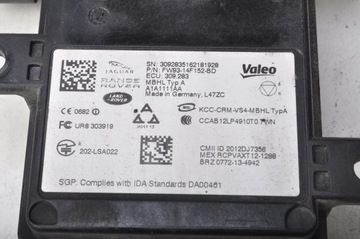 SN: 3092835162181928
P/N: FW93-14F152-BD
ECU: 309.283
MBHL Typ A
A1A1111AA
Made in Germany, L47ZC
Valeo
JAGUAR
RANGE
ROVER
LAND
ROVER
KCC-CRM-VS4-MBHL TypA
CE 0682
UR8 303919
CCAB12LP4910T0
202-LSA022
CMII ID 2012DJ7356
MEX RCPVAXT12-1288
BRZ 0772-13-4942
SGP: Complies with IDA Standards DA00461